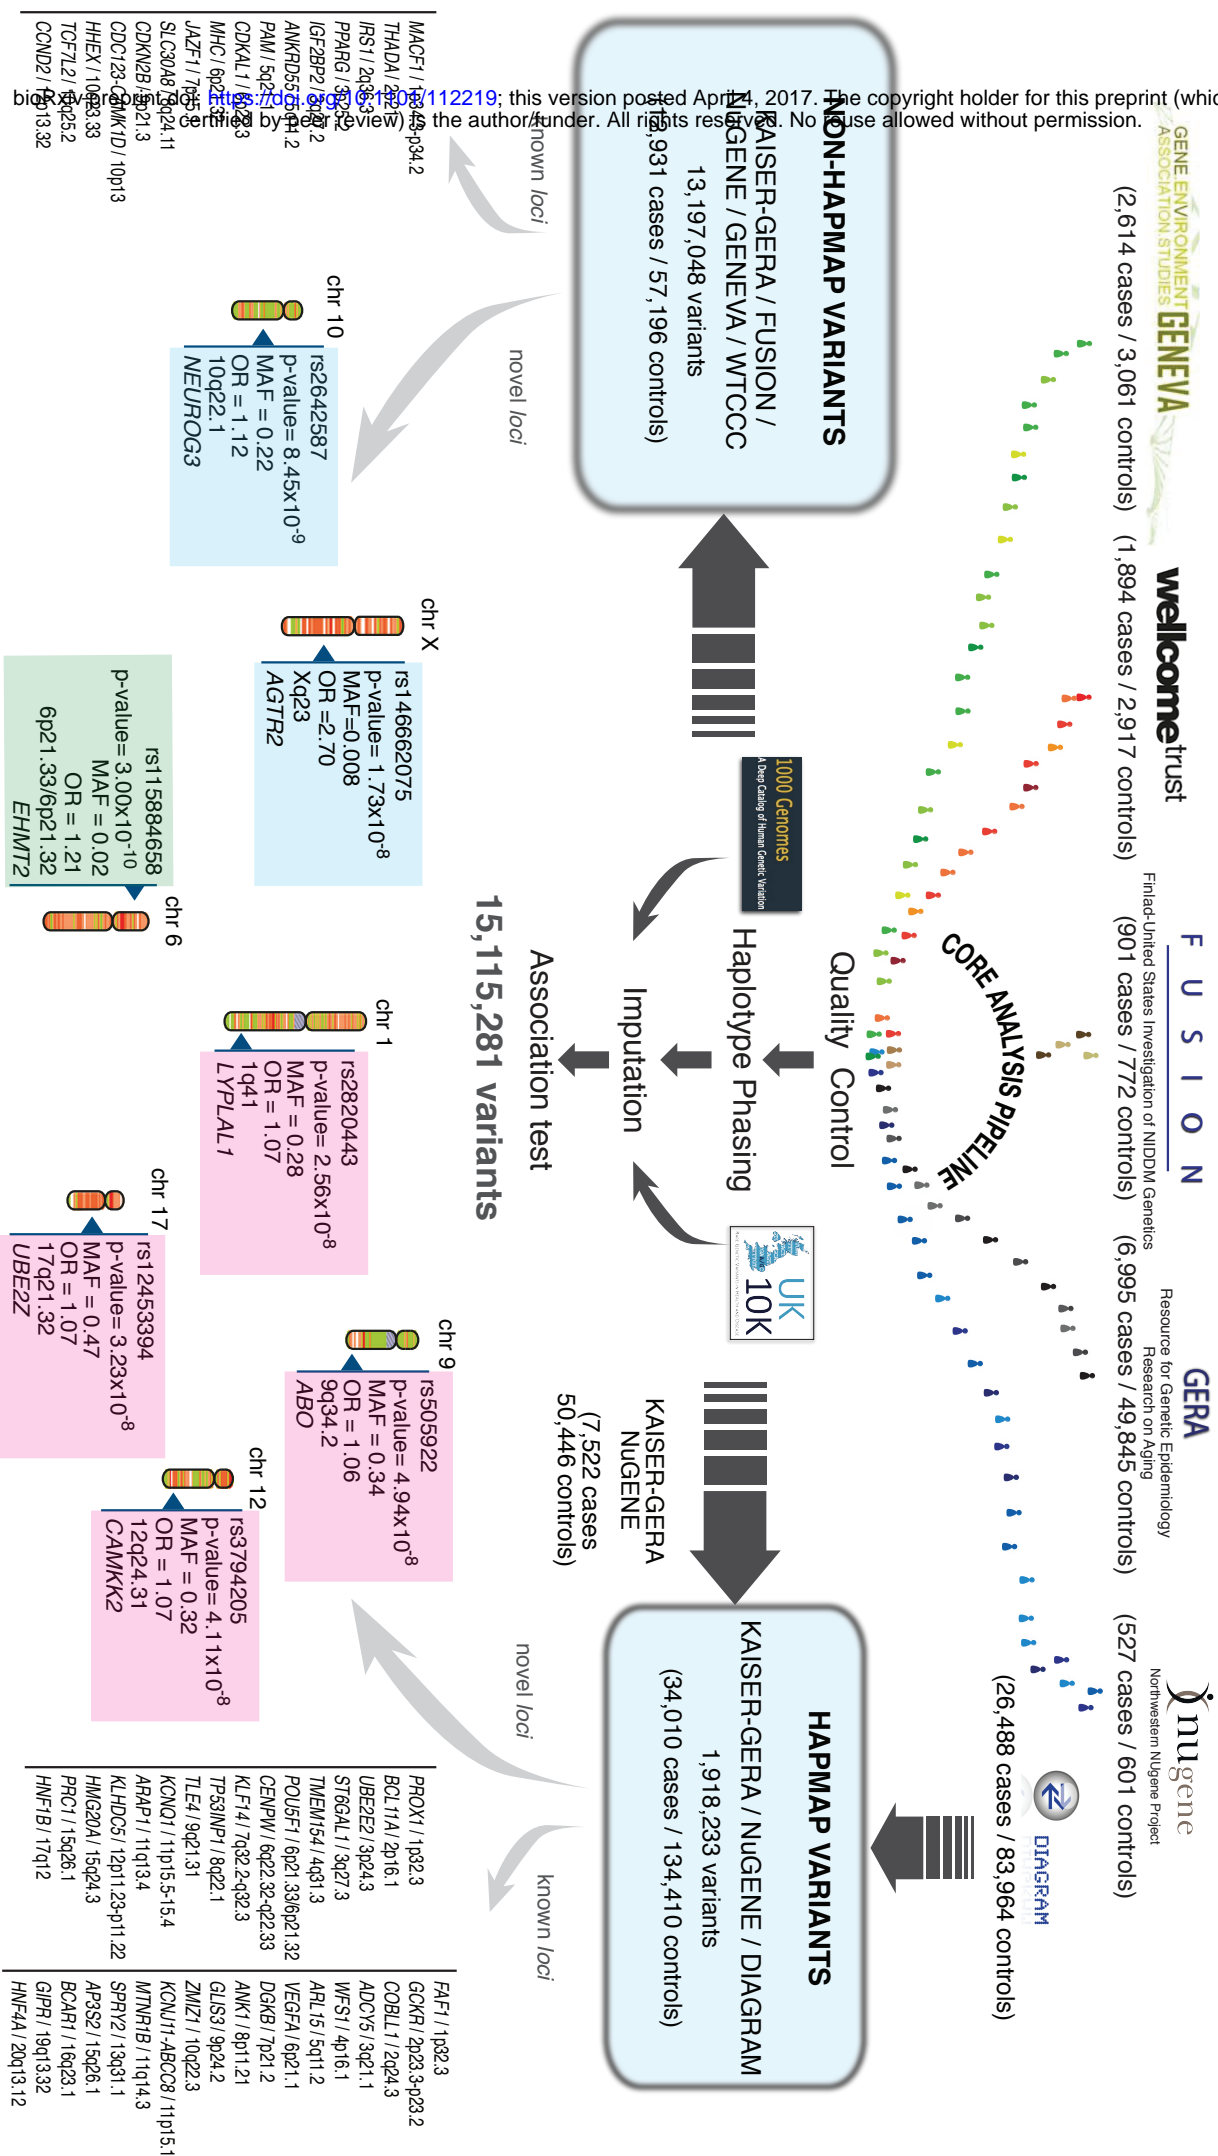 bioRxiv preprint doi: https://doi.org/10.1101/112219; this version posted April 4, 2017. The copyright holder for this preprint (whic
certified by peer review) is the author/funder. All rights reserved. No reuse allowed without permission.
GENE ENVIRONMENT
ASSOCIATION STUDIES GENEVA
(2,614 cases / 3,061 controls)
wellcometrust
(1,894 cases / 2,917 controls)
FUSION
Finlad-United States Investigation of NIDDM Genetics
(901 cases / 772 controls)
GERA
Resource for Genetic Epidemiology
Research on Aging
(6,995 cases / 49,845 controls)
nugene
Northwestern NUgene Project
(527 cases / 601 controls)
DIAGRAM
(26,488 cases / 83,964 controls)
CORE ANALYSIS PIPELINE
Quality Control
Haplotype Phasing
Imputation
Association test
15,115,281 variants
1000 Genomes
A Deep Catalog of Human Genetic Variation
UK
10K
NON-HAPMAP VARIANTS
KAISER-GERA / FUSION /
NuGENE / GENEVA / WTCCC
13,197,048 variants
931 cases / 57,196 controls)
KAISER-GERA
NuGENE
(7,522 cases
50,446 controls)
HAPMAP VARIANTS
KAISER-GERA / NuGENE / DIAGRAM
1,918,233 variants
(34,010 cases / 134,410 controls)
known loci
novel loci
novel loci
known loci
MACF1 / 1p34.2
THADA /
IRS1 / 2q36.3
PPARG /
IGF2BP2 /
ANKRD55 /
PAM / 5q21.1
CDKAL1 / 6p22.3
MHC / 6p21.32
JAZF1 / 7p15.1
SLC30A8 / 8q24.11
CDKN2B / 9p21.3
CDC123-CAMK1D / 10p13
HHEX / 10q23.33
TCF7L2 / 10q25.2
CCND2 / 12p13.32
chr 10
rs2642587
p-value= 8.45x10-9
MAF = 0.22
OR = 1.12
10q22.1
NEUROG3
chr X
rs146662075
p-value= 1.73x10-8
MAF=0.008
OR =2.70
Xq23
AGTR2
chr 6
rs115884658
p-value= 3.00x10-10
MAF = 0.02
OR = 1.21
6p21.33/6p21.32
EHMT2
chr 1
rs2820443
p-value= 2.56x10-8
MAF = 0.28
OR = 1.07
1q41
LYPLAL1
chr 17
rs12453394
p-value= 3.23x10-8
MAF = 0.47
OR = 1.07
17q21.32
UBE2Z
chr 9
rs505922
p-value= 4.94x10-8
MAF = 0.34
OR = 1.06
9q34.2
ABO
chr 12
rs3794205
p-value= 4.11x10-8
MAF = 0.32
OR = 1.07
12q24.31
CAMKK2
PROX1 / 1p32.3
BCL11A / 2p16.1
UBE2E2 / 3p24.3
ST6GAL1 / 3q27.3
TMEM154 / 4q31.3
POU5F1 / 6p21.33/6p21.32
CENPW / 6q22.32-q22.33
KLF14 / 7q32.2-q32.3
TP53INP1 / 8q22.1
TLE4 / 9q21.31
KCNQ1 / 11p15.5-15.4
ARAP1 / 11q13.4
KLHDC5 / 12p11.23-p11.22
HMG20A / 15q24.3
PRC1 / 15q26.1
HNF1B / 17q12
FAF1 / 1p32.3
GCKR / 2p23.3-p23.2
COBLL1 / 2q24.3
ADCY5 / 3q21.1
WFS1 / 4p16.1
ARL15 / 5q11.2
VEGFA / 6p21.1
DGKB / 7p21.2
ANK1 / 8p11.21
GLIS3 / 9p24.2
ZMIZ1 / 10q22.3
KCNJ11-ABCC8 / 11p15.1
MTNR1B / 11q14.3
SPRY2 / 13q31.1
AP3S2 / 15q26.1
BCAR1 / 16q23.1
GIPR / 19q13.32
HNF4A / 20q13.12